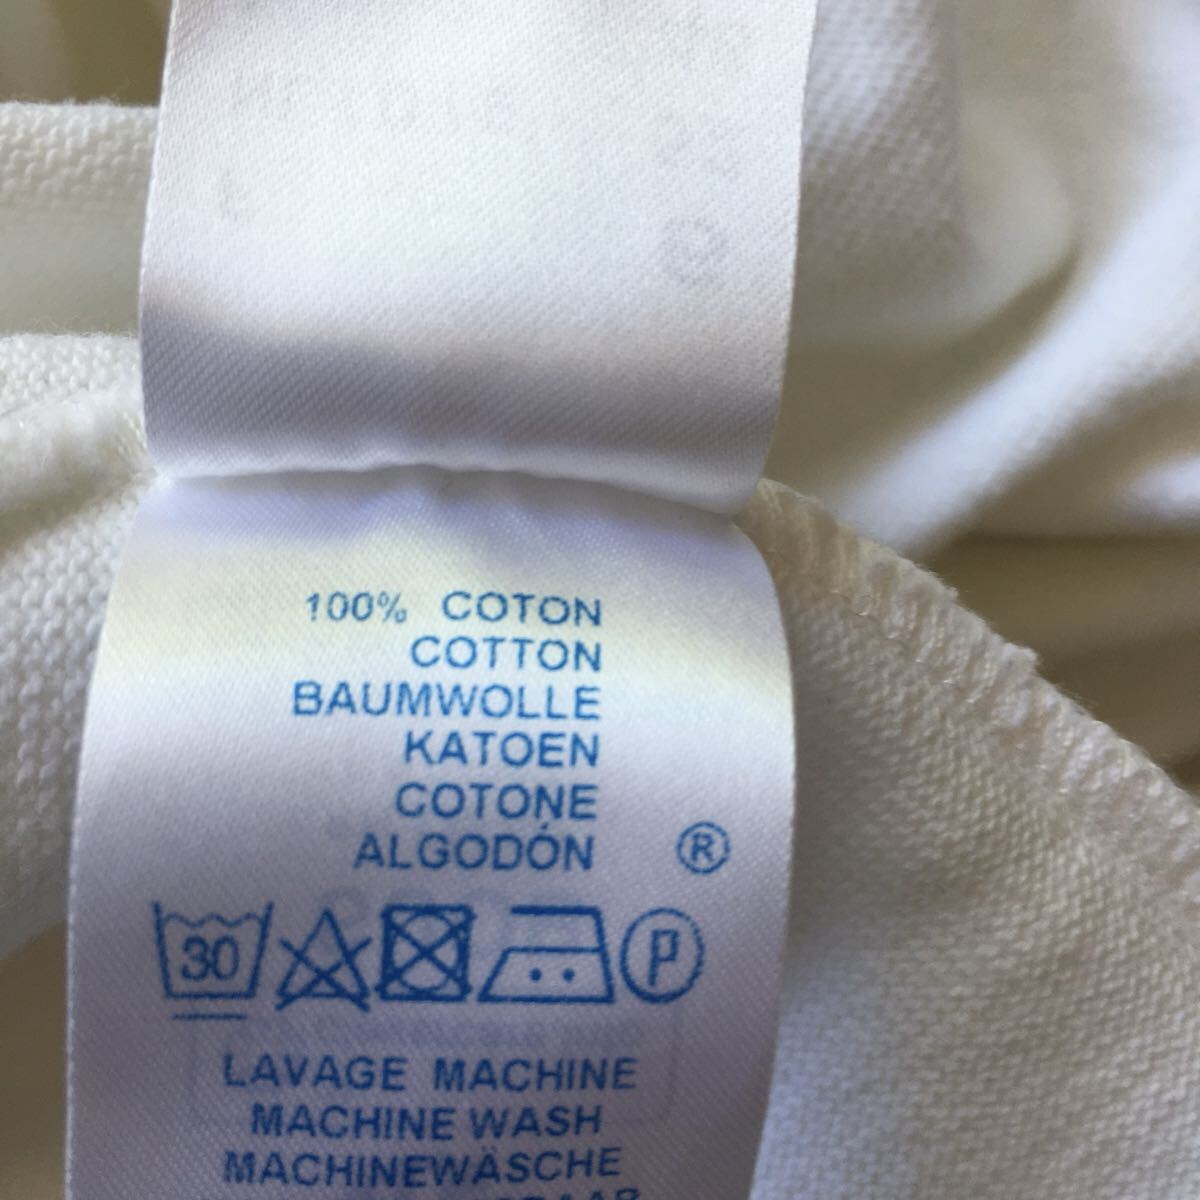 100% COTON
COTTON
BAUMWOLLE
KATOEN
COTONE
ALGODÓN ®
30 P
LAVAGE MACHINE
MACHINE WASH
MACHINEWÄSCHE